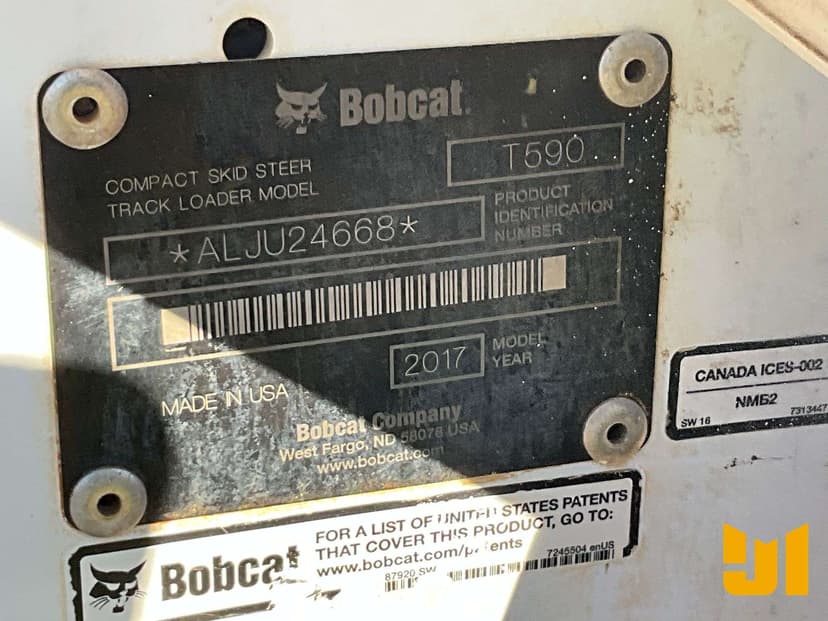 Bobcat
COMPACT SKID STEER
TRACK LOADER MODEL
T590
*ALJU24668*
PRODUCT
IDENTIFICATION
NUMBER
2017
MODEL
YEAR
MADE IN USA
Bobcat Company
West Fargo, ND 58078 USA
www.bobcat.com
CANADA ICES-002
NMB2
SW 16
7313447
Bobcat
FOR A LIST OF UNITED STATES PATENTS
THAT COVER THIS PRODUCT, GO TO:
www.bobcat.com/patents
7245504 enUS
87920 SW